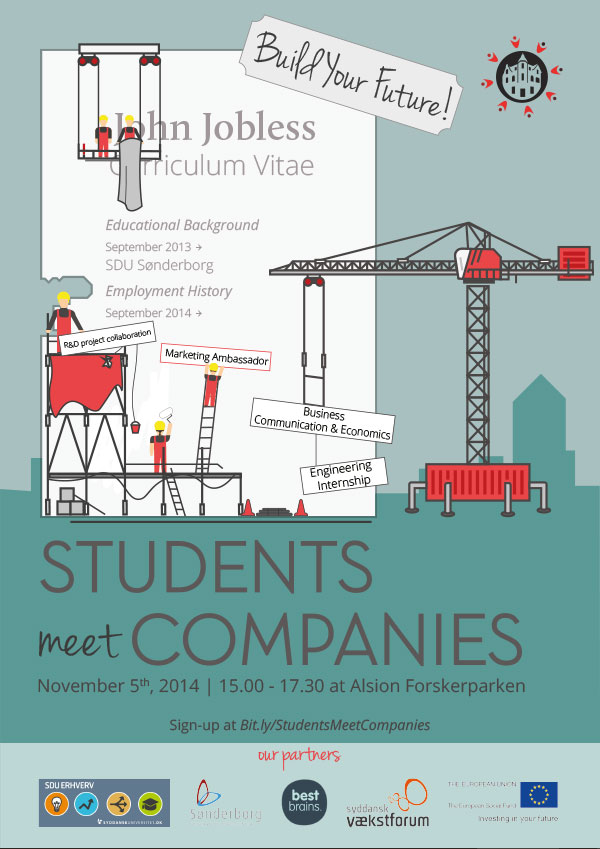 Build Your Future!
John Jobless
Curriculum Vitae
Educational Background
September 2013 →
SDU Sønderborg
Employment History
September 2014 →
R&D project collaboration
Marketing Ambassador
Business
Communication & Economics
Engineering
Internship
STUDENTS
meet COMPANIES
November 5th, 2014 | 15.00 - 17.30 at Alsion Forskerparken
Sign-up at Bit.ly/StudentsMeetCompanies
our partners
SDU ERHVERV
SYDDANSKUNIVERSITET.DK
Sønderborg
best
brains.
syddansk
vækstforum
THE EUROPEAN UNION
The European Social Fund
Investing in your future